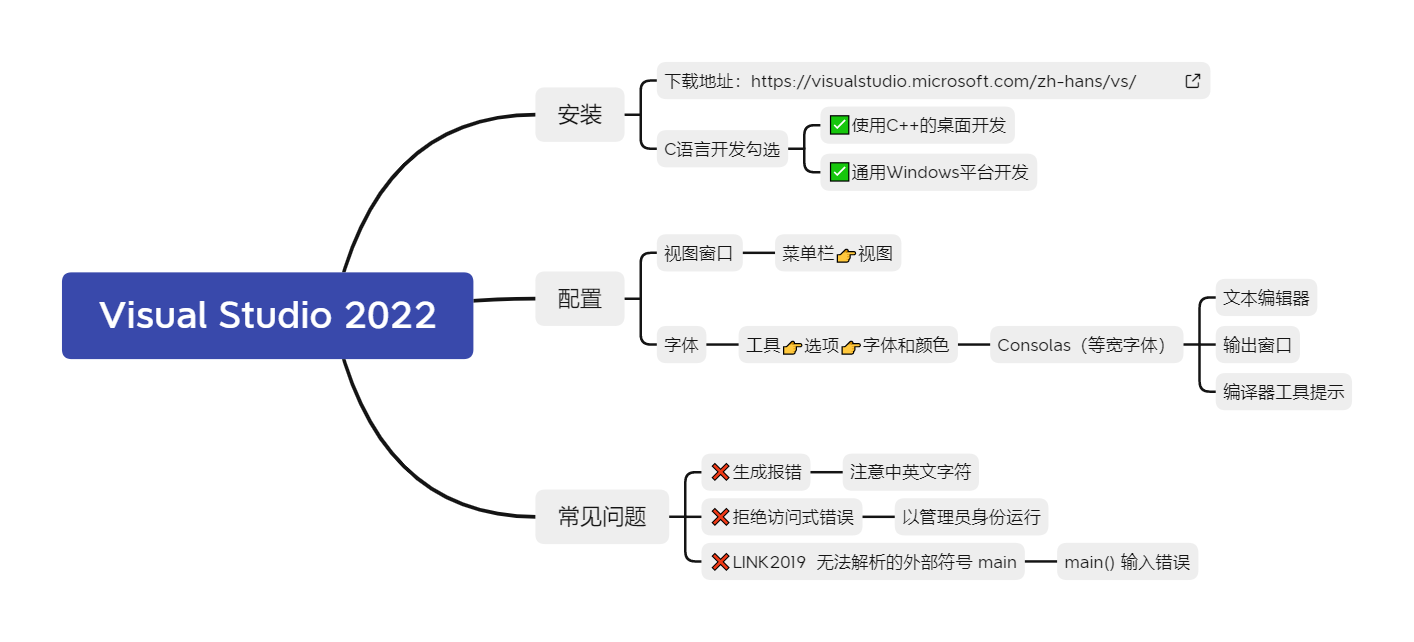 Visual Studio 2022
安装
下载地址：https://visualstudio.microsoft.com/zh-hans/vs/
C语言开发勾选
✅使用C++的桌面开发
✅通用Windows平台开发
配置
视图窗口
菜单栏👉视图
字体
工具👉选项👉字体和颜色
Consolas（等宽字体）
文本编辑器
输出窗口
编译器工具提示
常见问题
❌生成报错
注意中英文字符
❌拒绝访问式错误
以管理员身份运行
❌LINK2019 无法解析的外部符号 main
main() 输入错误